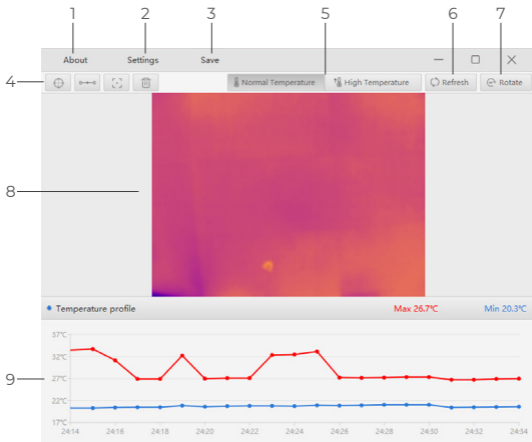 1 2 3 5 6 7
About Settings Save
4 Normal Temperature High Temperature Refresh Rotate
8
Temperature profile Max 26.7℃ Min 20.3℃
37℃
32℃
9 27℃
22℃
17℃
24:14 24:16 24:18 24:20 24:22 24:24 24:26 24:28 24:30 24:32 24:34